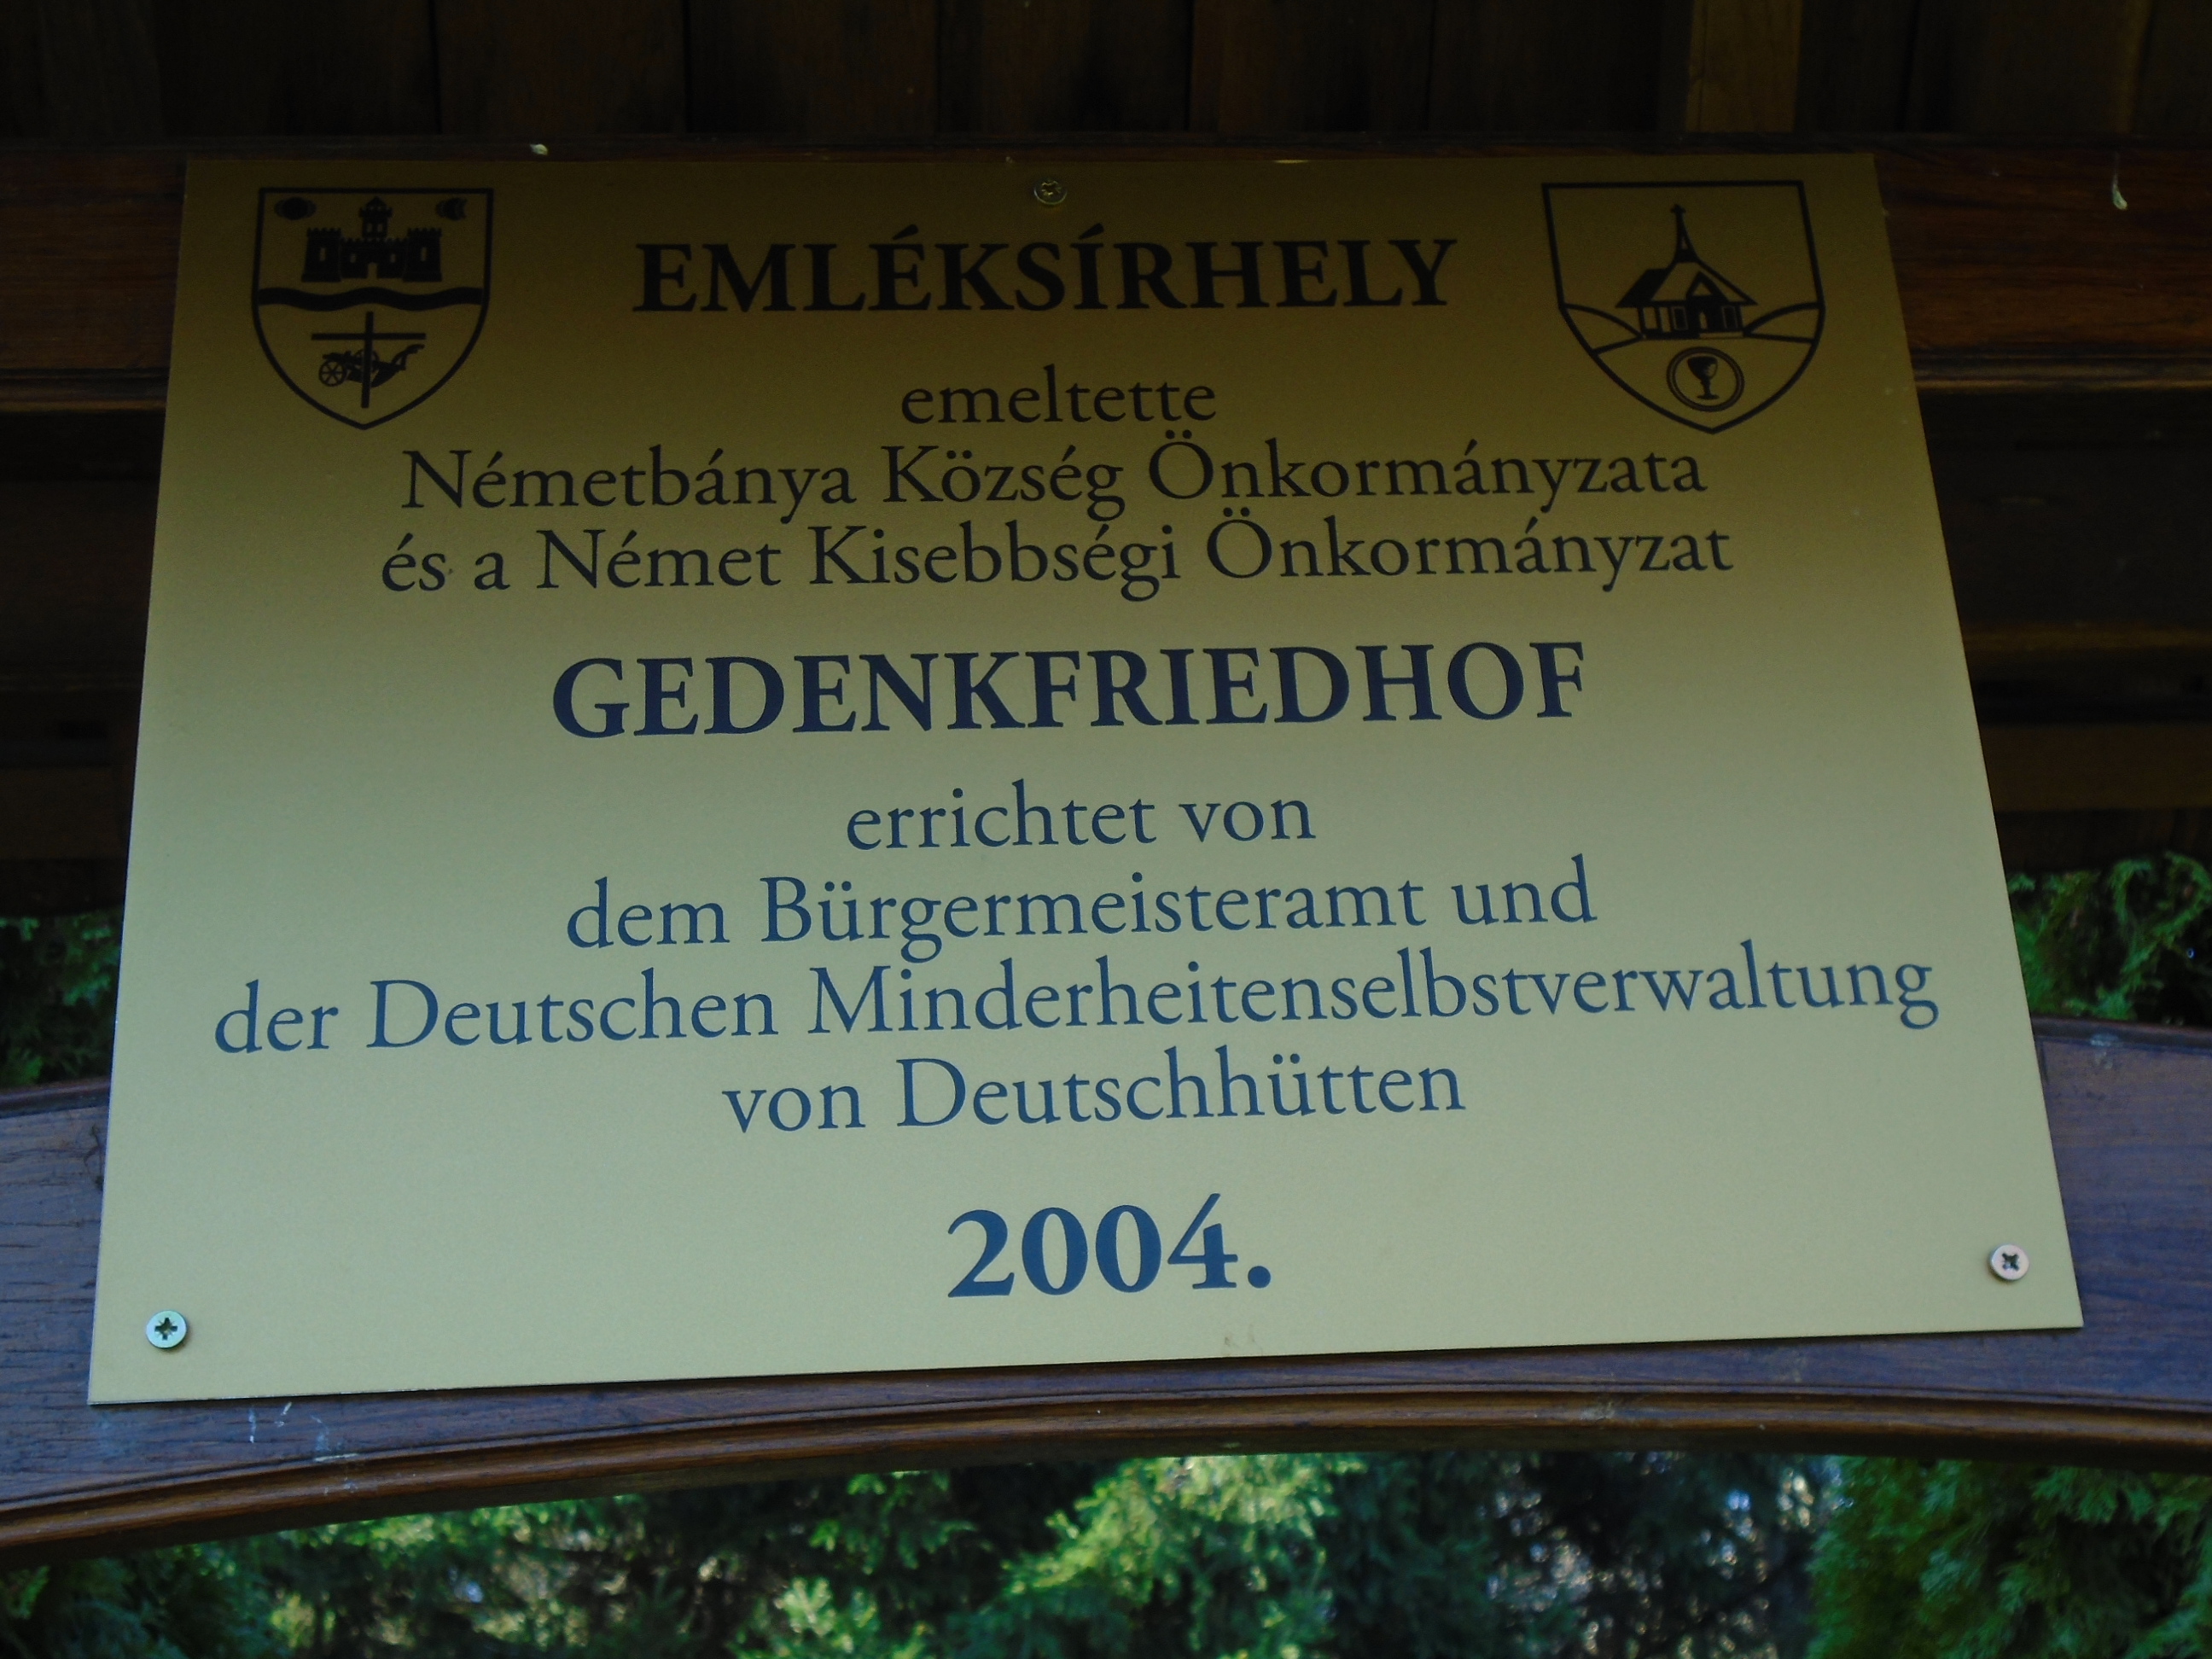 EMLÉKSÍRHELY
emeltette
Németbánya Község Önkormányzata
és a Német Kisebbségi Önkormányzat
GEDENKFRIEDHOF
errichtet von
dem Bürgermeisteramt und
der Deutschen Minderheitenselbstverwaltung
von Deutschhütten
2004.